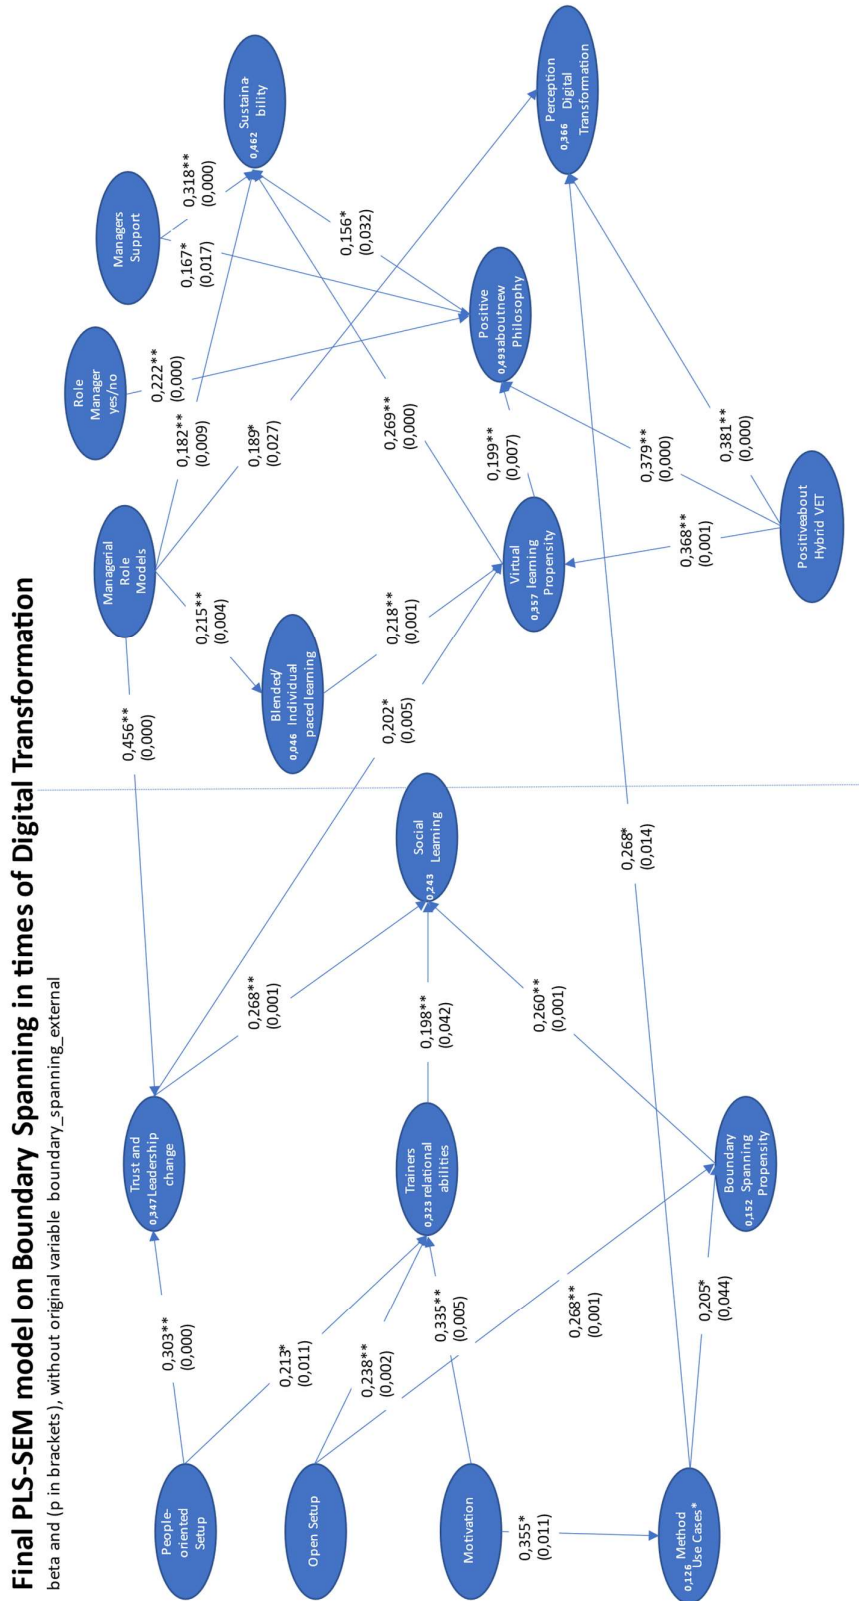 Final PLS-SEM model on Boundary Spanning in times of Digital Transformation
beta and (p in brackets), without original variable boundary_spanning_external
People-
oriented
Setup
Open Setup
Motivation
0,126 Method
Use Cases*
0,303**
(0,000)
0,213*
(0,011)
0,238**
(0,002)
0,335**
(0,005)
0,355*
(0,011)
0,268**
(0,001)
0,205*
(0,044)
Trust and
0,347 Leadership
change
Trainers
0,323 relational
abilities
Boundary
0,152 Spanning
Propensity
0,268**
(0,001)
0,198**
(0,042)
0,260**
(0,001)
Social
0,243 Learning
0,456**
(0,000)
0,202*
(0,005)
0,268*
(0,014)
Managerial
Role
Models
Blended/
0,046 Individual
paced learning
0,215**
(0,004)
0,218**
(0,001)
Virtual
0,357 learning
Propensity
0,368**
(0,001)
Positiveabout
Hybrid VET
0,182**
(0,009)
0,189*
(0,027)
0,269**
(0,000)
0,199**
(0,007)
0,379**
(0,000)
0,381**
(0,000)
Role
Manager
yes/no
0,222**
(0,000)
Managers
Support
0,167*
(0,017)
0,318**
(0,000)
0,156*
(0,032)
Positive
0,493 aboutnew
Philosophy
Sustaina-
0,462 bility
Perception
0,366 Digital
Transformation